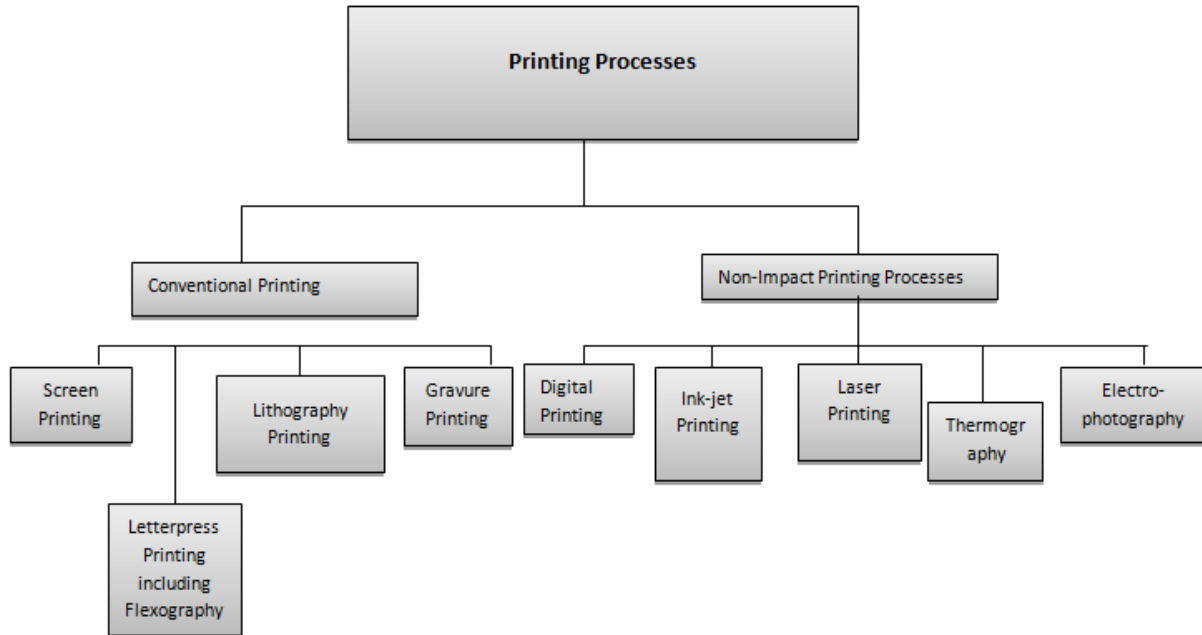 Printing Processes
Conventional Printing
Non-Impact Printing Processes
Screen
Printing
Lithography
Printing
Gravure
Printing
Digital
Printing
Ink-jet
Printing
Laser
Printing
Thermogr
aphy
Electro-
photography
Letterpress
Printing
including
Flexography